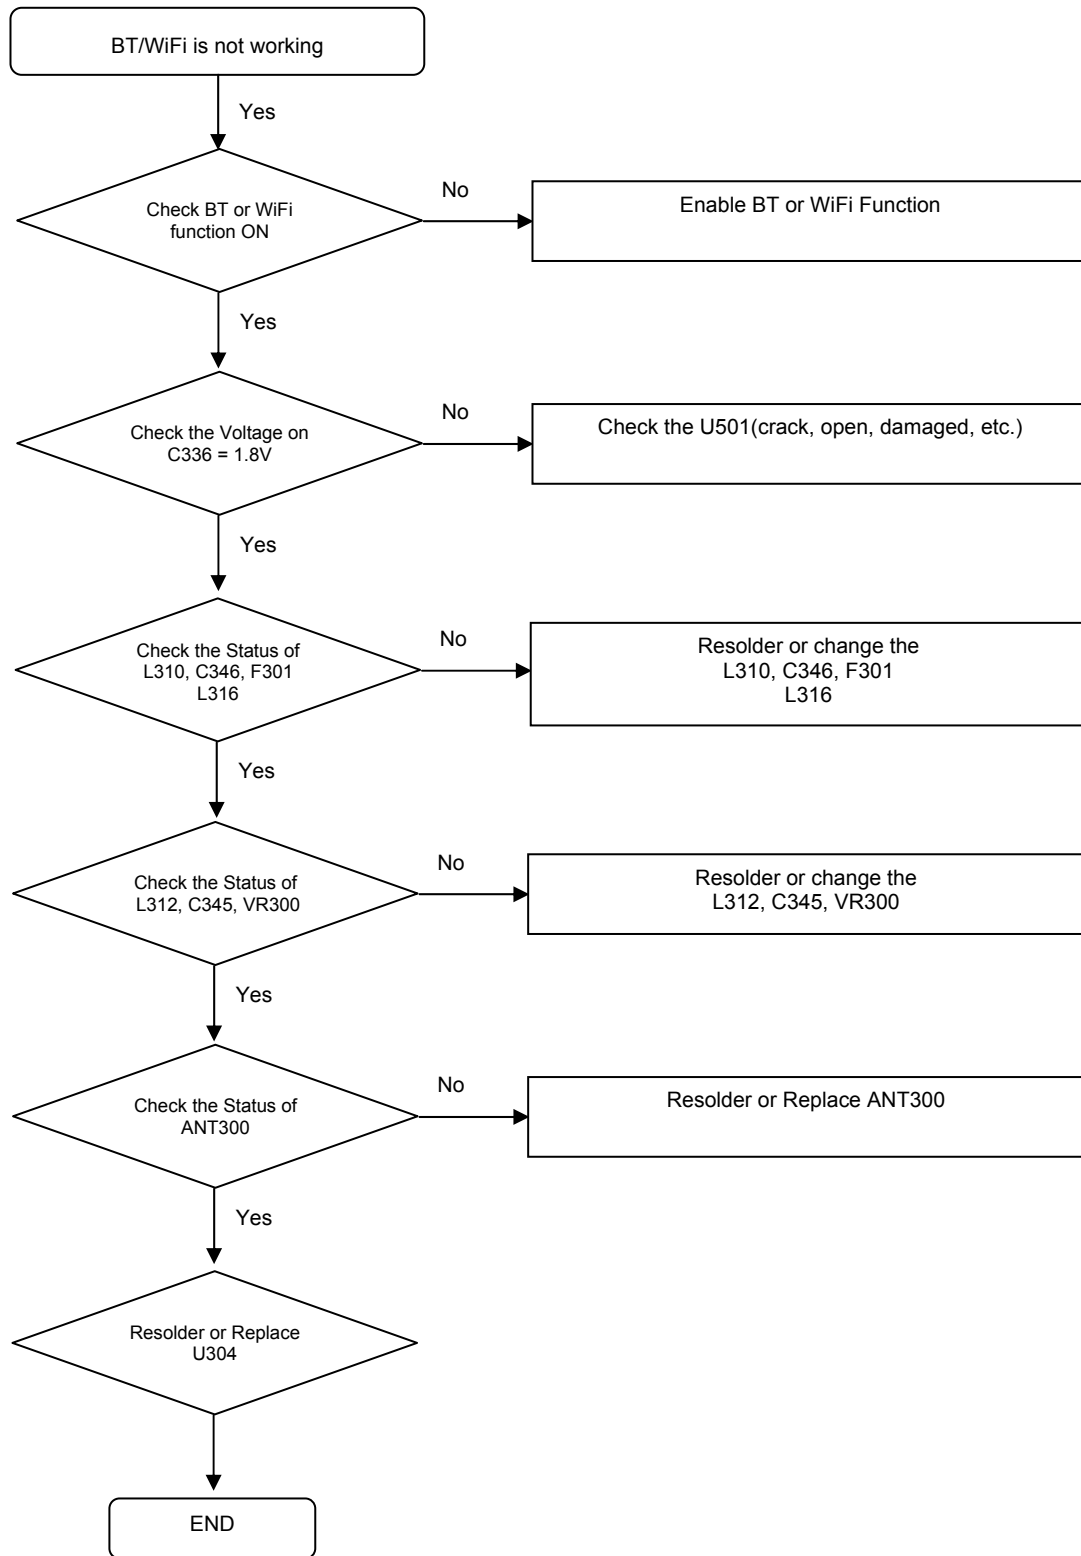 BT/WiFi is not working
Yes
Check BT or WiFi
function ON
No
Enable BT or WiFi Function
Yes
Check the Voltage on
C336 = 1.8V
No
Check the U501(crack, open, damaged, etc.)
Yes
Check the Status of
L310, C346, F301
L316
No
Resolder or change the
L310, C346, F301
L316
Yes
Check the Status of
L312, C345, VR300
No
Resolder or change the
L312, C345, VR300
Yes
Check the Status of
ANT300
No
Resolder or Replace ANT300
Yes
Resolder or Replace
U304
END